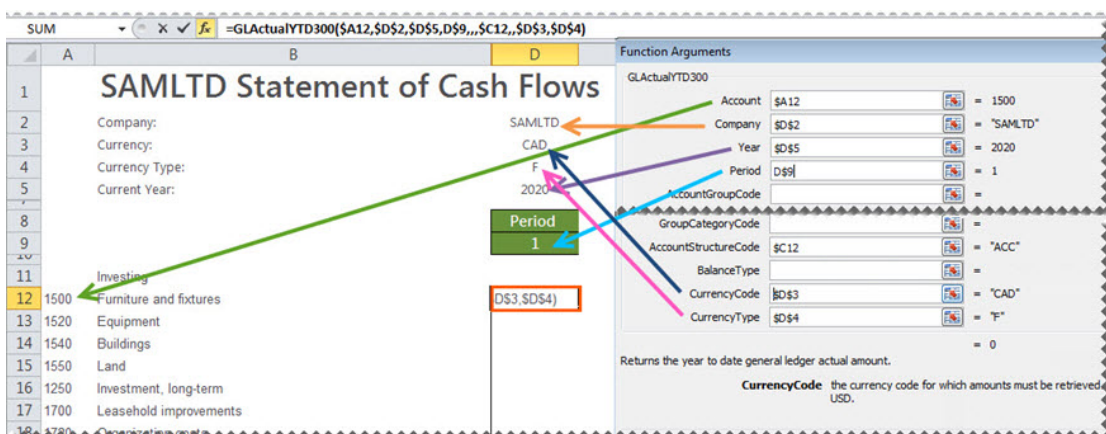 SUM =GLActualYTD300($A12,$D$2,$D$5,D$9,,,$C12,,$D$3,$D$4)
A B D
1 SAMLTD Statement of Cash Flows
2 Company: SAMLTD
3 Currency: CAD
4 Currency Type: F
5 Current Year: 2020
8 Period
9 1
11 Investing
12 1500 Furniture and fixtures D$3,$D$4)
13 1520 Equipment
14 1540 Buildings
15 1550 Land
16 1250 Investment, long-term
17 1700 Leasehold improvements
Function Arguments
GLActualYTD300
Account $A12 = 1500
Company $D$2 = "SAMLTD"
Year $D$5 = 2020
Period D$9 = 1
AccountGroupCode =
GroupCategoryCode =
AccountStructureCode $C12 = "ACC"
BalanceType =
CurrencyCode $D$3 = "CAD"
CurrencyType $D$4 = "F"
= 0
Returns the year to date general ledger actual amount.
CurrencyCode the currency code for which amounts must be retrieved
USD.